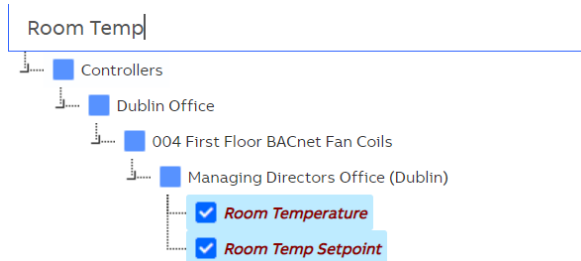 Room Temp
Controllers
Dublin Office
004 First Floor BACnet Fan Coils
Managing Directors Office (Dublin)
Room Temperature
Room Temp Setpoint